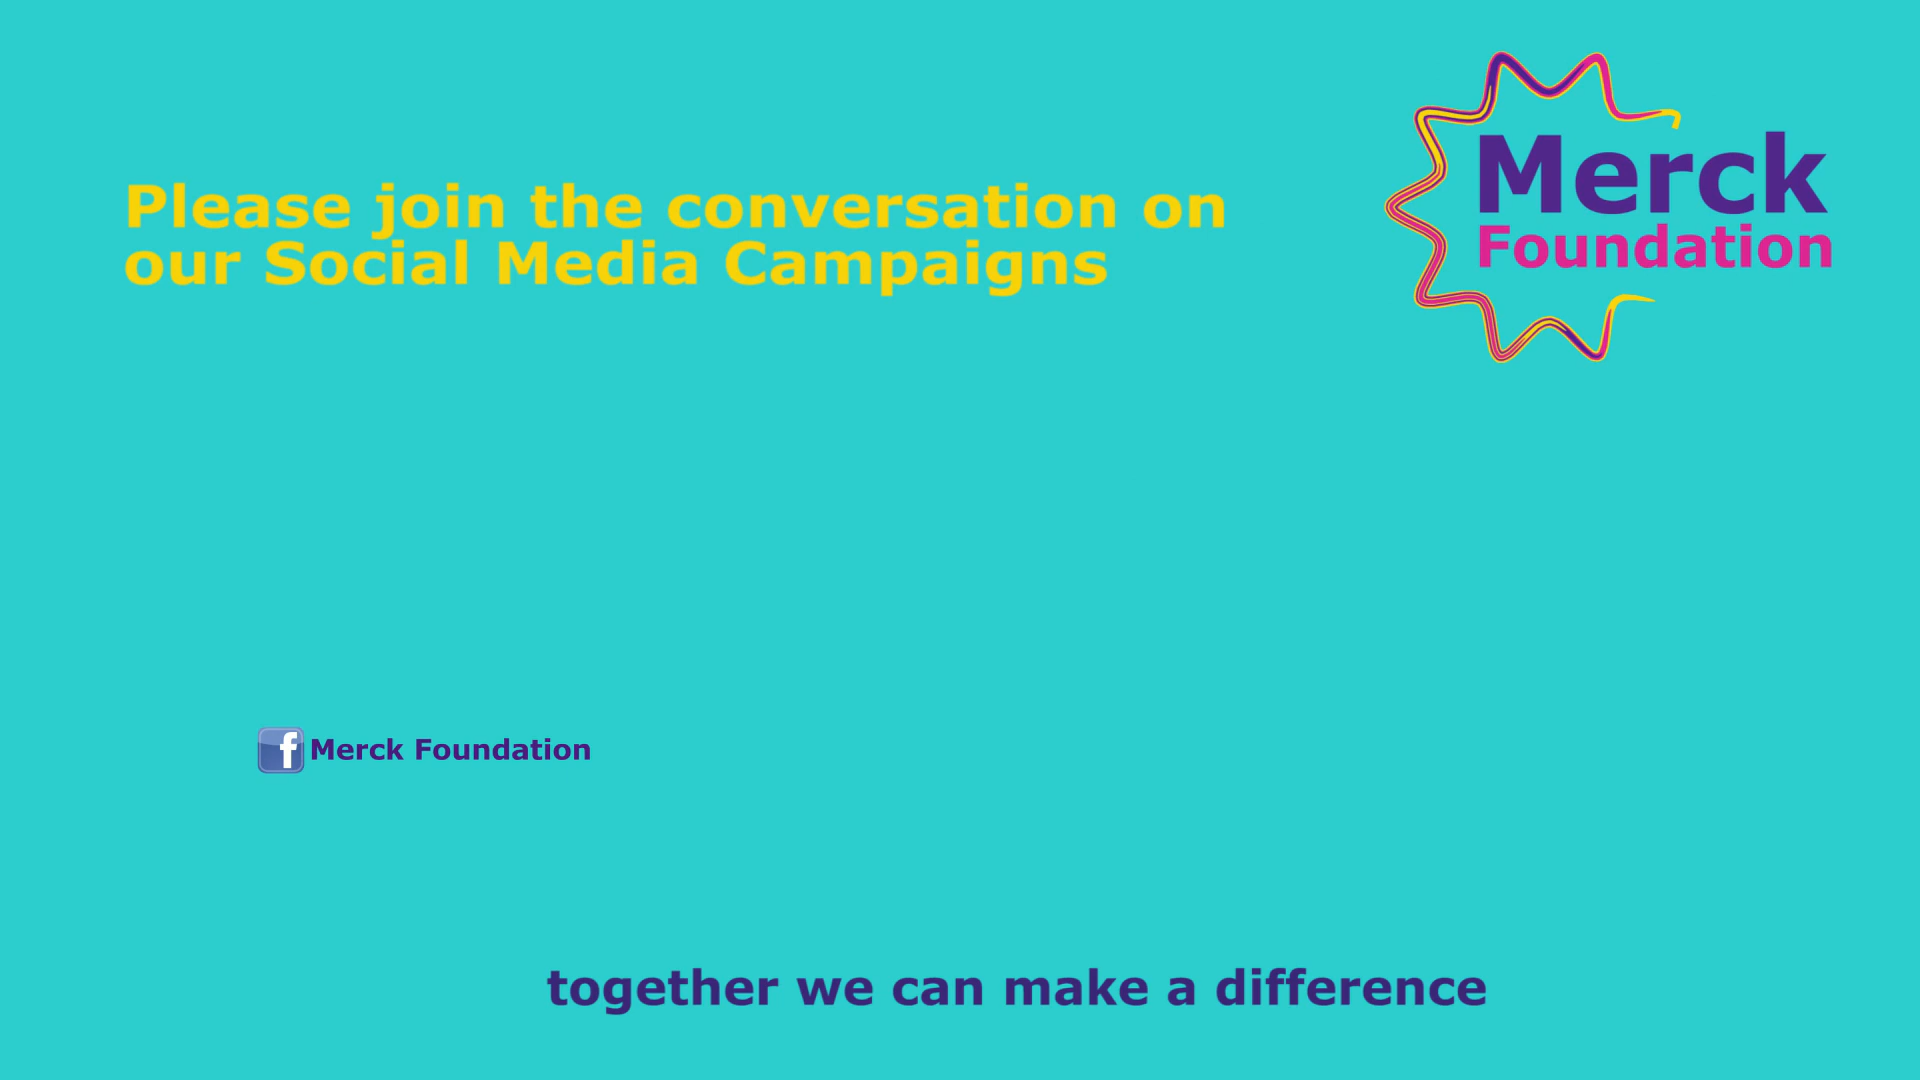 Please join the conversation on
our Social Media Campaigns
Merck
Foundation
Merck Foundation
together we can make a difference